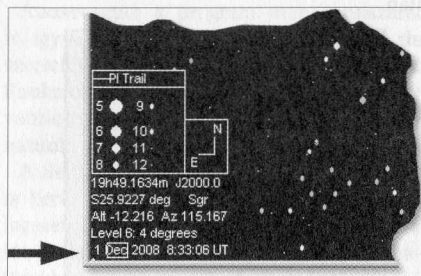 Pl Trail
5 9
6 10
7 11
8 12
N
E
19h49.1634m J2000.0
S25.9227 deg Sgr
Alt -12.216 Az 115.167
Level 6: 4 degrees
1 Dec 2008 8:33:06 UT